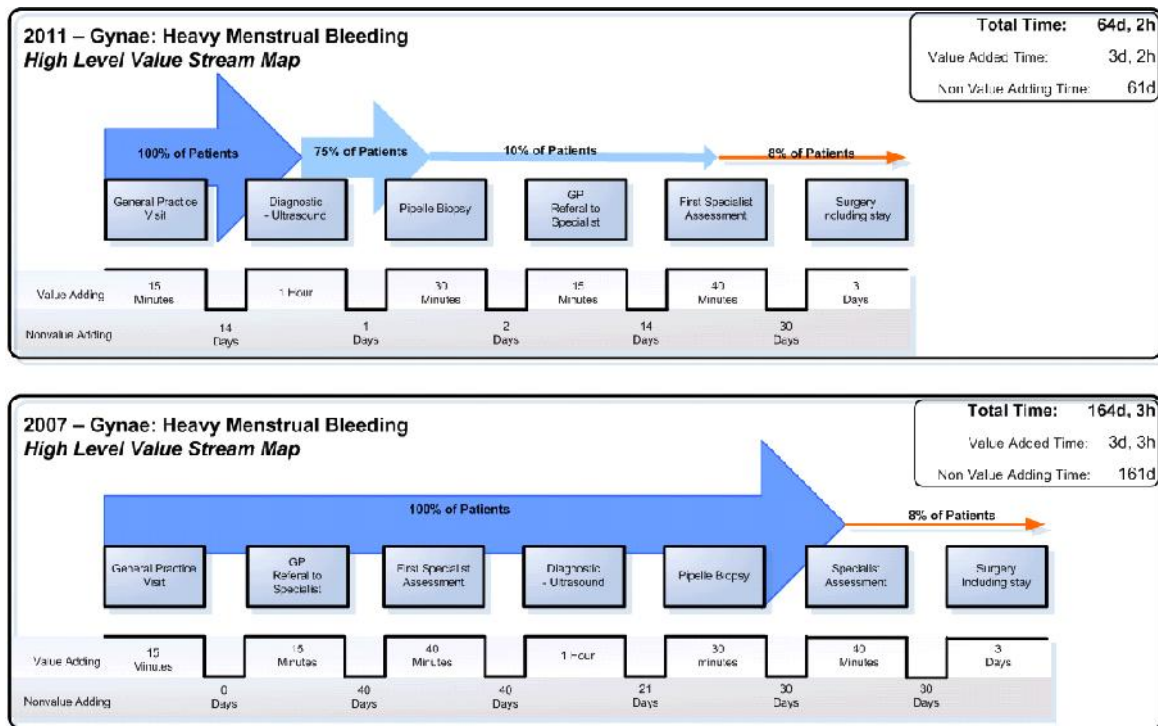 2011 – Gynae: Heavy Menstrual Bleeding
High Level Value Stream Map
Total Time: 64d, 2h
Value Added Time: 3d, 2h
Non Value Adding Time: 61d
100% of Patients
75% of Patients
10% of Patients
8% of Patients
General Practice
Visit
Diagnostic
- Ultrasound
Pipelle Biopsy
GP
Referal to
Specialist
First Specialist
Assessment
Surgery
including stay
Value Adding
15
Minutes
1 Hour
30
Minutes
15
Minutes
40
Minutes
3
Days
Nonvalue Adding
14
Days
1
Days
2
Days
14
Days
30
Days
2007 – Gynae: Heavy Menstrual Bleeding
High Level Value Stream Map
Total Time: 164d, 3h
Value Added Time: 3d, 3h
Non Value Adding Time: 161d
100% of Patients
8% of Patients
General Practice
Visit
GP
Referal to
Specialist
First Specialist
Assessment
Diagnostic
- Ultrasound
Pipelle Biopsy
Specialist
Assessment
Surgery
Including stay
Value Adding
15
Minutes
15
Minutes
40
Minutes
1 Hour
30
minutes
40
Minutes
3
Days
Nonvalue Adding
0
Days
40
Days
40
Days
21
Days
30
Days
30
Days